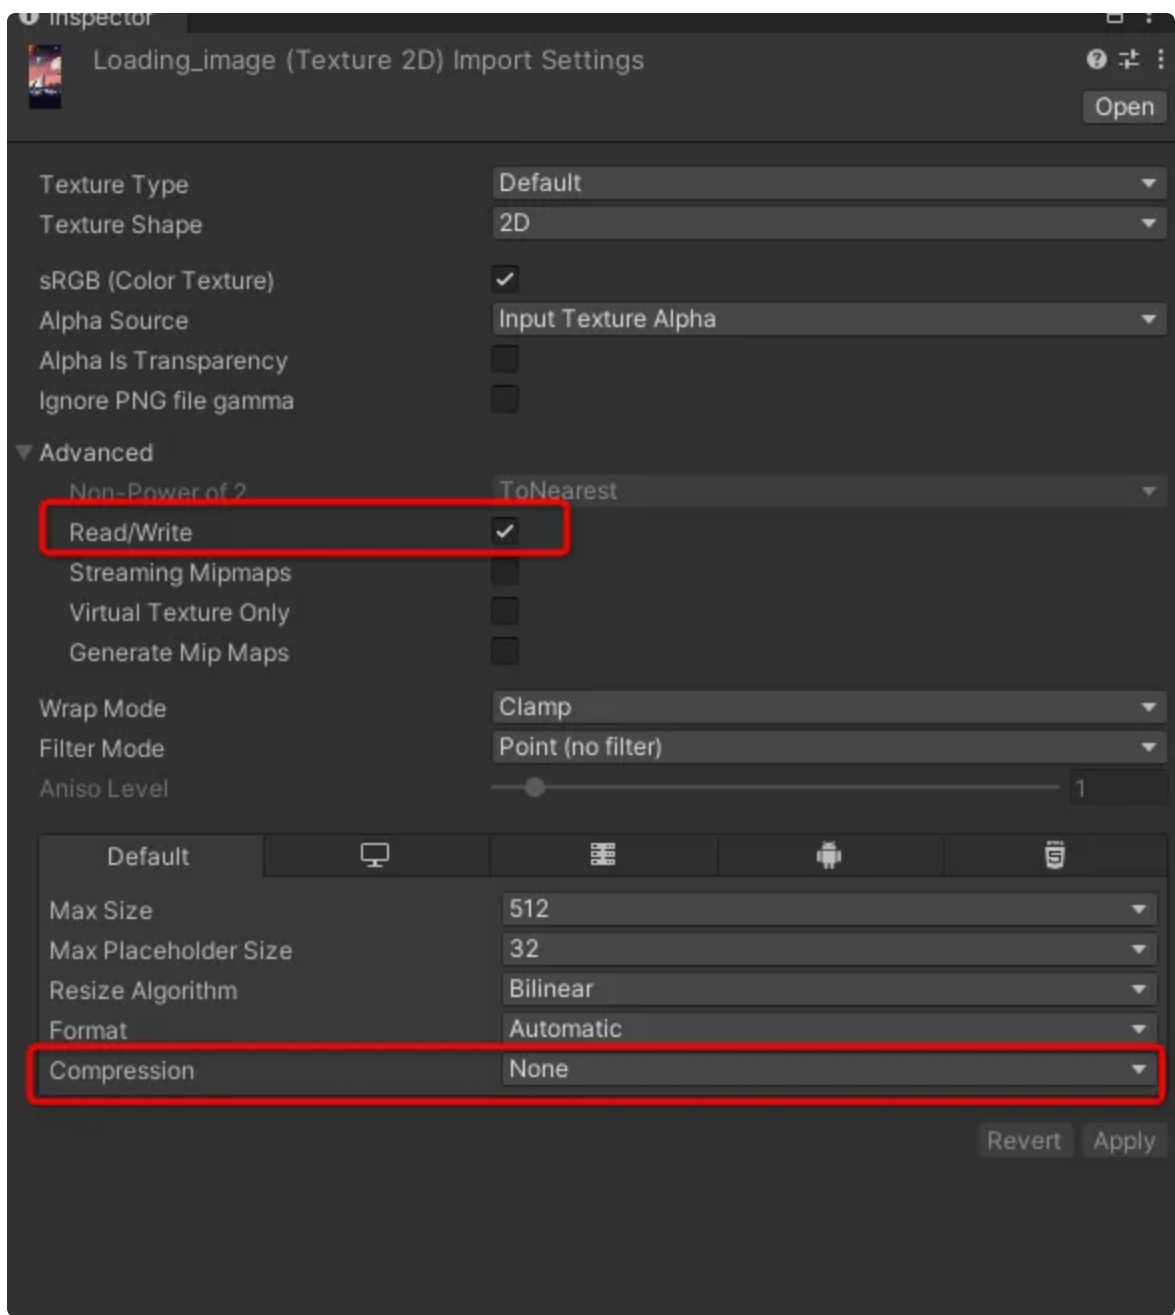 Inspector
Loading_image (Texture 2D) Import Settings
Open
Texture Type Default
Texture Shape 2D
sRGB (Color Texture)
Alpha Source Input Texture Alpha
Alpha Is Transparency
Ignore PNG file gamma
Advanced
Non-Power of 2 ToNearest
Read/Write
Streaming Mipmaps
Virtual Texture Only
Generate Mip Maps
Wrap Mode Clamp
Filter Mode Point (no filter)
Aniso Level 1
Default
Max Size 512
Max Placeholder Size 32
Resize Algorithm Bilinear
Format Automatic
Compression None
Revert Apply